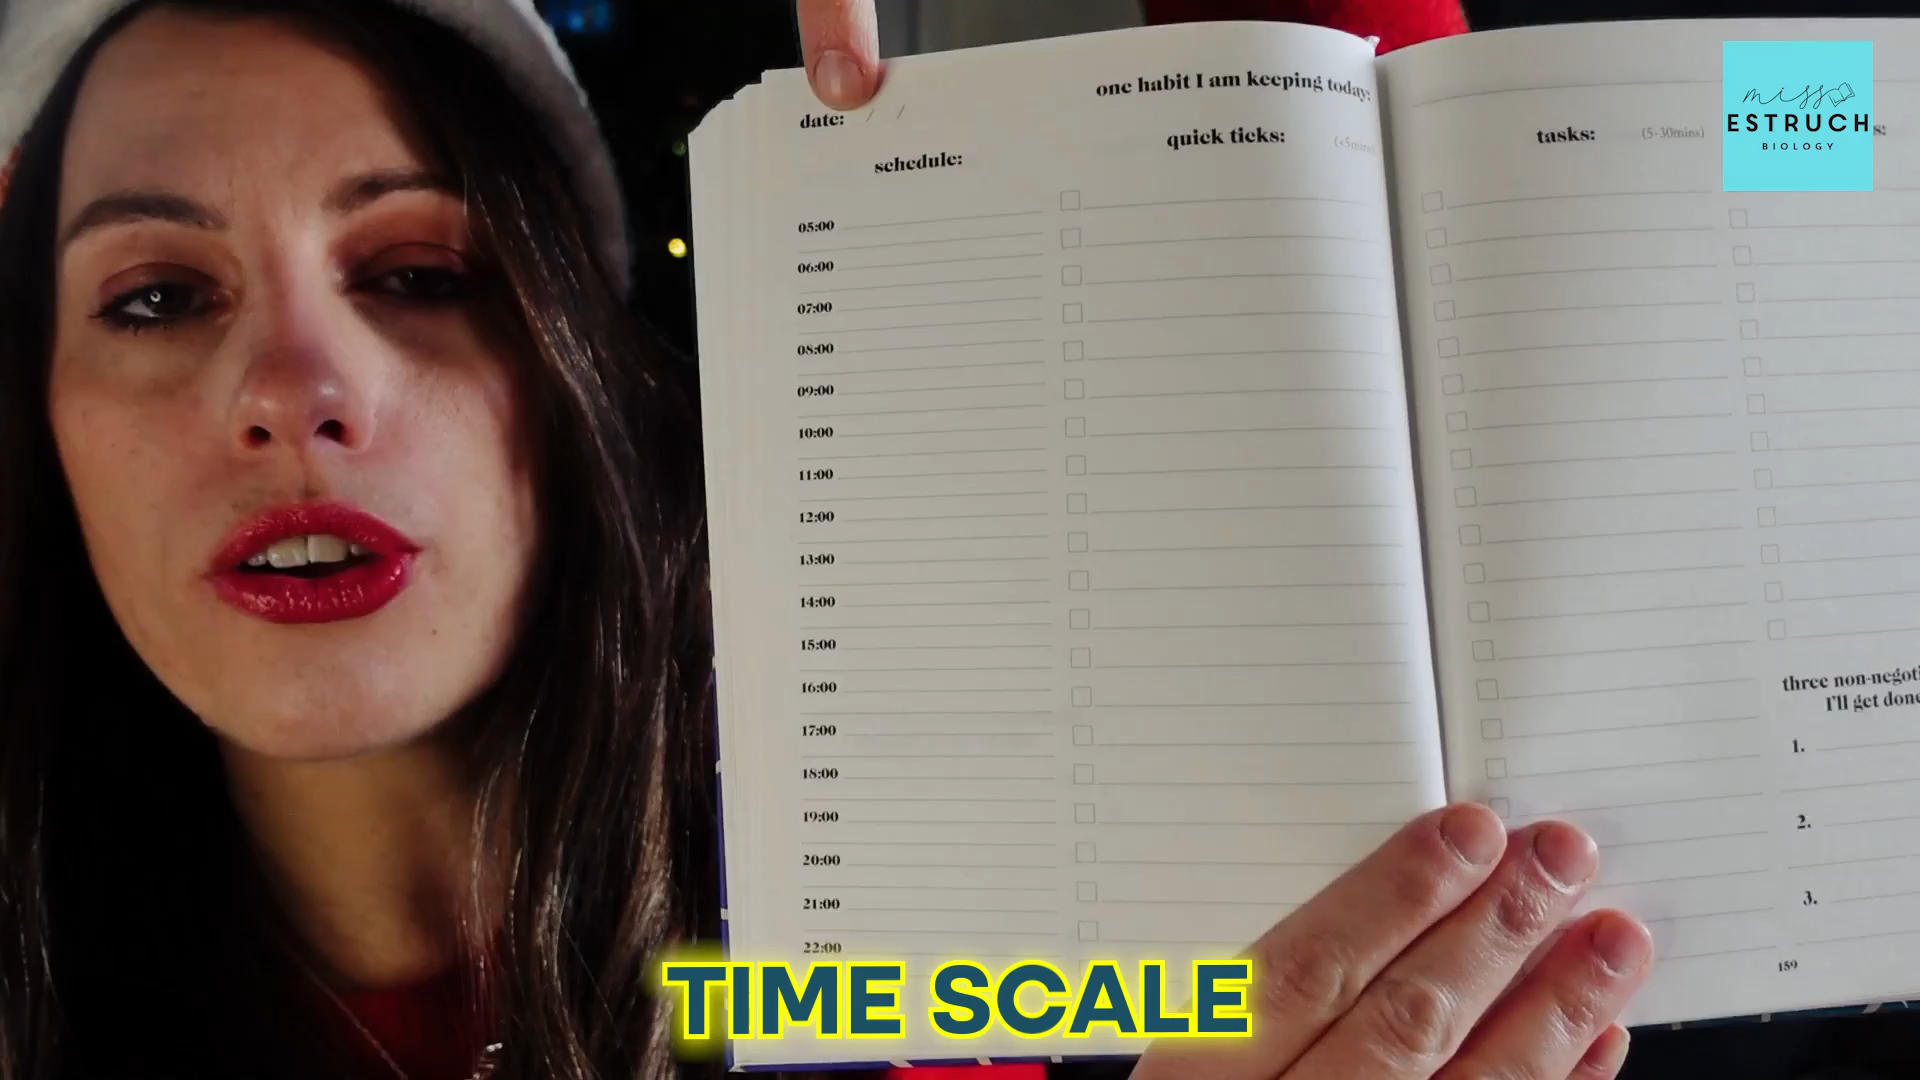 miss
ESTRUCH
BIOLOGY
one habit I am keeping today:
date: / /
schedule:
quick ticks:
tasks: (5-30mins)
05:00
06:00
07:00
08:00
09:00
10:00
11:00
12:00
13:00
14:00
15:00
16:00
17:00
18:00
19:00
20:00
21:00
22:00
three
I'll get
1.
2.
3.
159
TIME SCALE